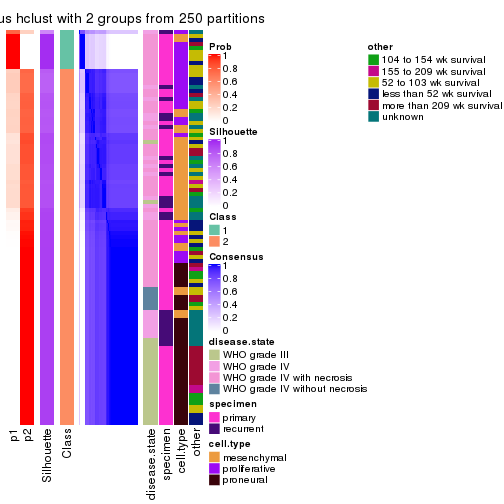 us hclust with 2 groups from 250 partitions
Prob
1
0.8
0.6
0.4
0.2
0
Silhouette
1
0.8
0.6
0.4
0.2
0
Class
1
2
Consensus
1
0.8
0.6
0.4
0.2
0
disease.state
WHO grade III
WHO grade IV
WHO grade IV with necrosis
WHO grade IV without necrosis
specimen
primary
recurrent
cell.type
mesenchymal
proliferative
proneural
other
104 to 154 wk survival
155 to 209 wk survival
52 to 103 wk survival
less than 52 wk survival
more than 209 wk survival
unknown
p1
p2
Silhouette
Class
disease.state
specimen
cell.type
other